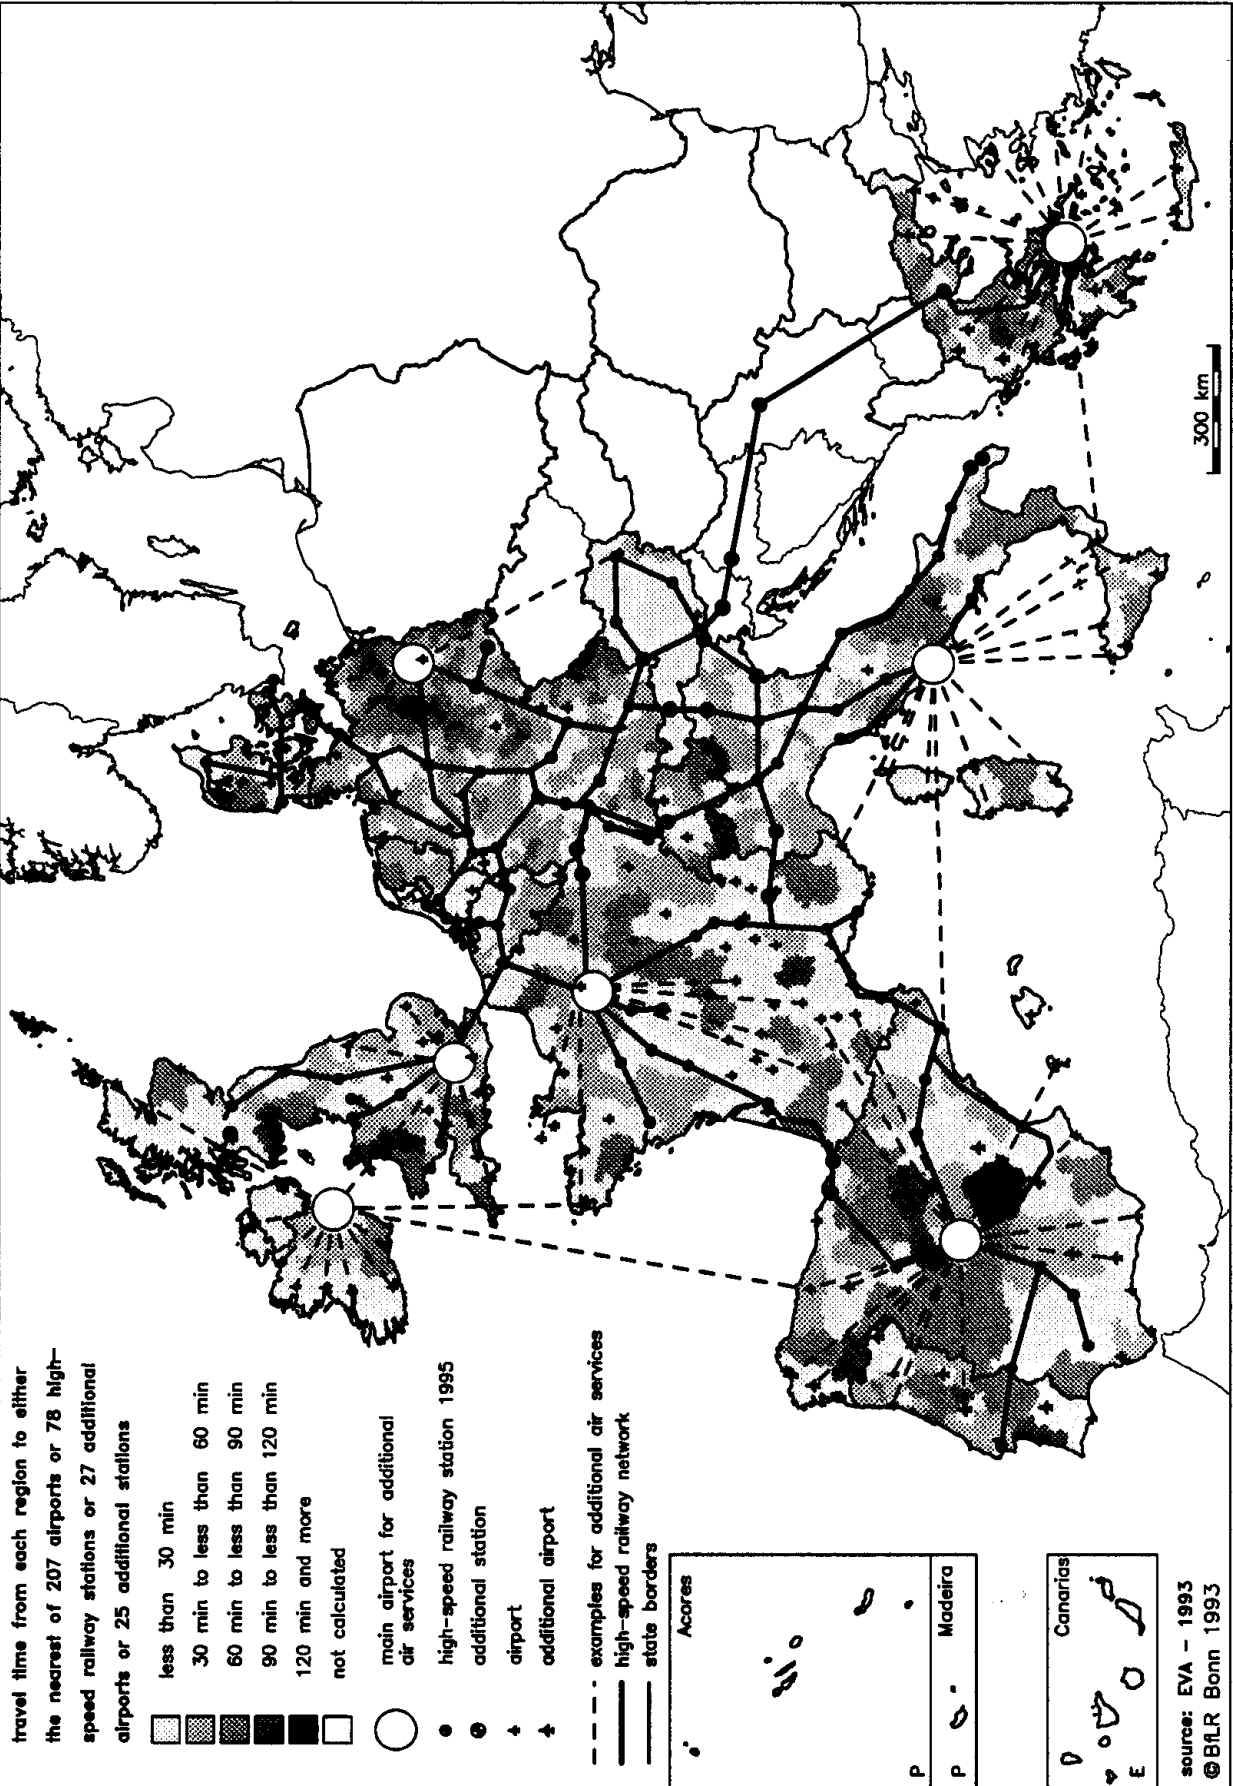 travel time from each region to either
the nearest of 207 airports or 78 high-
speed railway stations or 27 additional
airports or 25 additional stations
less than 30 min
30 min to less than 60 min
60 min to less than 90 min
90 min to less than 120 min
120 min and more
not calculated
main airport for additional
air services
high-speed railway station 1995
additional station
airport
additional airport
examples for additional air services
high-speed railway network
state borders
Acores
P
Madeira
P
Canarias
E
source: EVA - 1993
© BfLR Bonn 1993
300 km